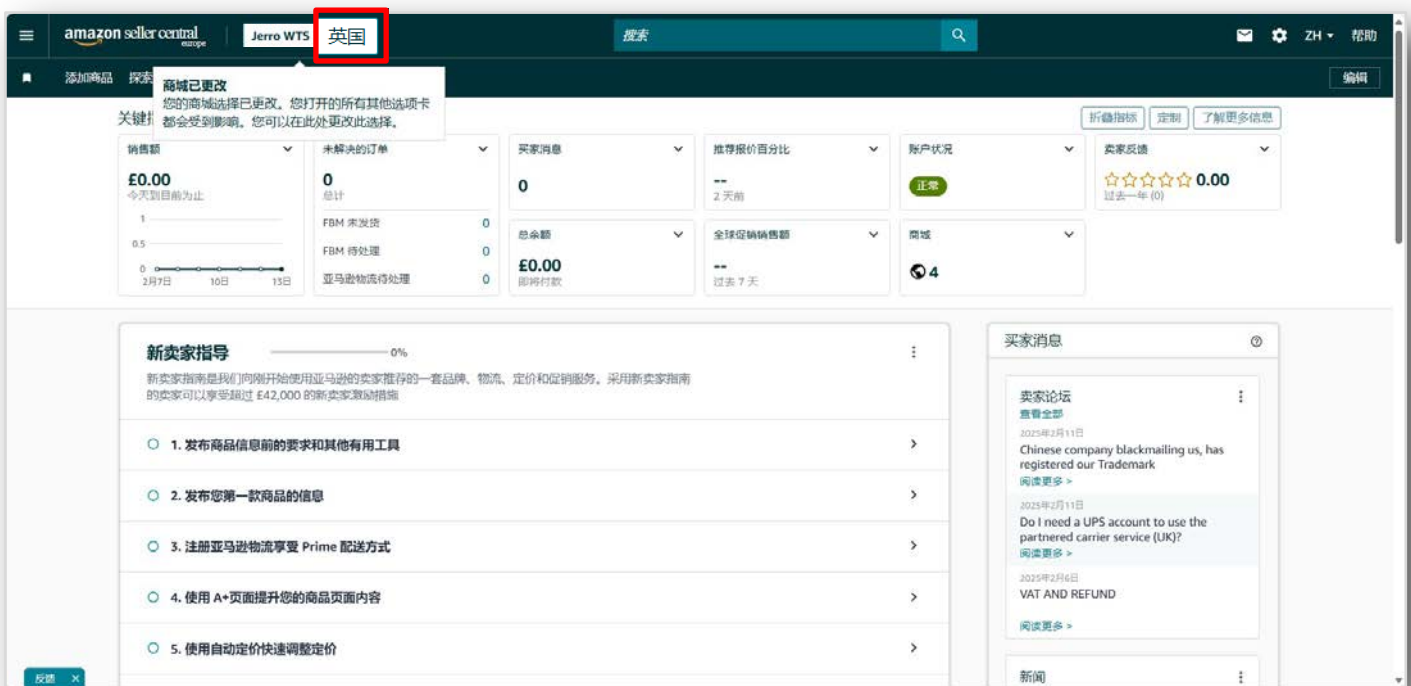 amazon seller central
europe
Jerro WTS
英国
搜索
ZH
帮助
添加商品
探索
编辑
商城已更改
您的商城选择已更改。您打开的所有其他选项卡
都会受到影响。您可以在此处更改此选择。
关键
折叠指标
定制
了解更多信息
销售额
£0.00
今天到目前为止
1
0.5
0
2月7日
10日
13日
未解决的订单
0
总计
FBM 未发货
0
FBM 待处理
0
亚马逊物流待处理
0
买家消息
0
总余额
£0.00
即将付款
推荐报价百分比
--
2 天前
全球促销销售额
--
过去 7 天
账户状况
正常
商城
4
卖家反馈
0.00
过去一年 (0)
新卖家指导
0%
新卖家指南是我们向刚开始使用亚马逊的卖家推荐的一套品牌、物流、定价和促销服务。采用新卖家指南
的卖家可以享受超过 £42,000 的新卖家激励措施
1. 发布商品信息前的要求和其他有用工具
2. 发布您第一款商品的信息
3. 注册亚马逊物流享受 Prime 配送方式
4. 使用 A+页面提升您的商品页面内容
5. 使用自动定价快速调整定价
买家消息
卖家论坛
查看全部
2025年2月11日
Chinese company blackmailing us, has
registered our Trademark
阅读更多 >
2025年2月11日
Do I need a UPS account to use the
partnered carrier service (UK)?
阅读更多 >
2025年2月6日
VAT AND REFUND
阅读更多 >
新闻
反馈 ×